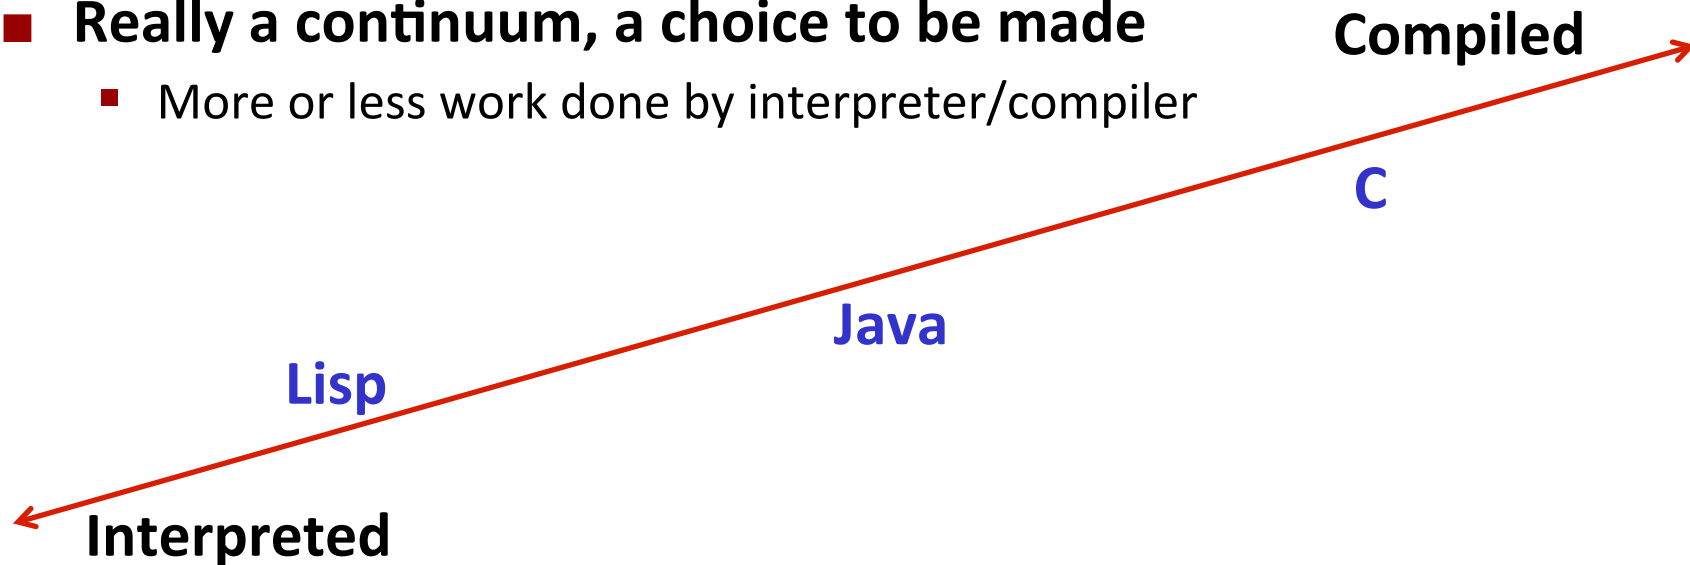 Really a continuum, a choice to be made
Compiled
More or less work done by interpreter/compiler
C
Java
Lisp
Interpreted